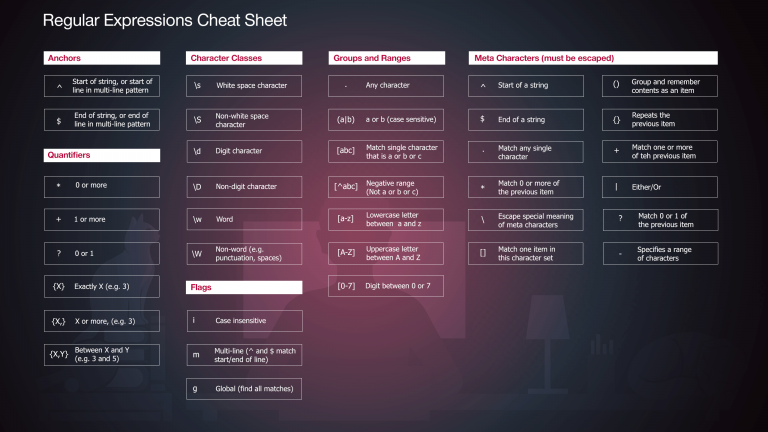 Regular Expressions Cheat Sheet
Anchors
^ Start of string, or start of
line in multi-line pattern
$ End of string, or end of
line in multi-line pattern
Quantifiers
* 0 or more
+ 1 or more
? 0 or 1
{X} Exactly X (e.g. 3)
{X,} X or more, (e.g. 3)
{X,Y} Between X and Y
(e.g. 3 and 5)
Character Classes
\s White space character
\S Non-white space
character
\d Digit character
\D Non-digit character
\w Word
\W Non-word (e.g.
punctuation, spaces)
Flags
i Case insensitive
m Multi-line (^ and $ match
start/end of line)
g Global (find all matches)
Groups and Ranges
. Any character
(a|b) a or b (case sensitive)
[abc] Match single character
that is a or b or c
[^abc] Negative range
(Not a or b or c)
[a-z] Lowercase letter
between a and z
[A-Z] Uppercase letter
between A and Z
[0-7] Digit between 0 or 7
Meta Characters (must be escaped)
^ Start of a string
$ End of a string
. Match any single
character
* Match 0 or more of
the previous item
\ Escape special meaning
of meta characters
[] Match one item in
this character set
() Group and remember
contents as an item
{} Repeats the
previous item
+ Match one or more
of teh previous item
| Either/Or
? Match 0 or 1 of
the previous item
- Specifies a range
of characters